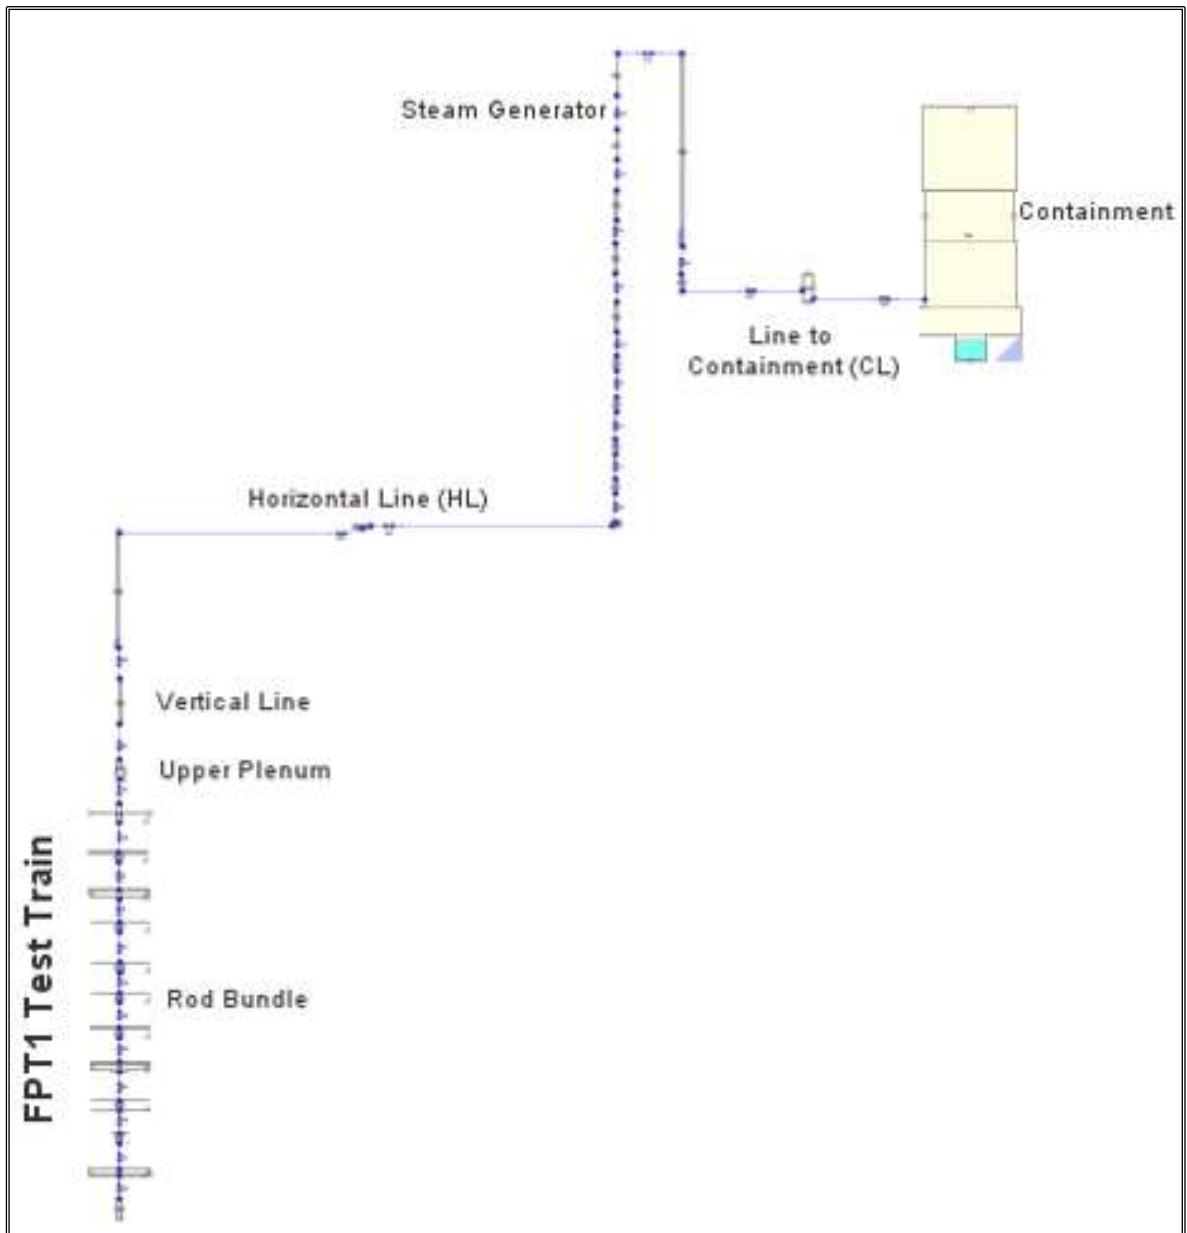 Steam Generator
Containment
Line to
Containment (CL)
Horizontal Line (HL)
Vertical Line
Upper Plenum
Rod Bundle
FPT1 Test Train